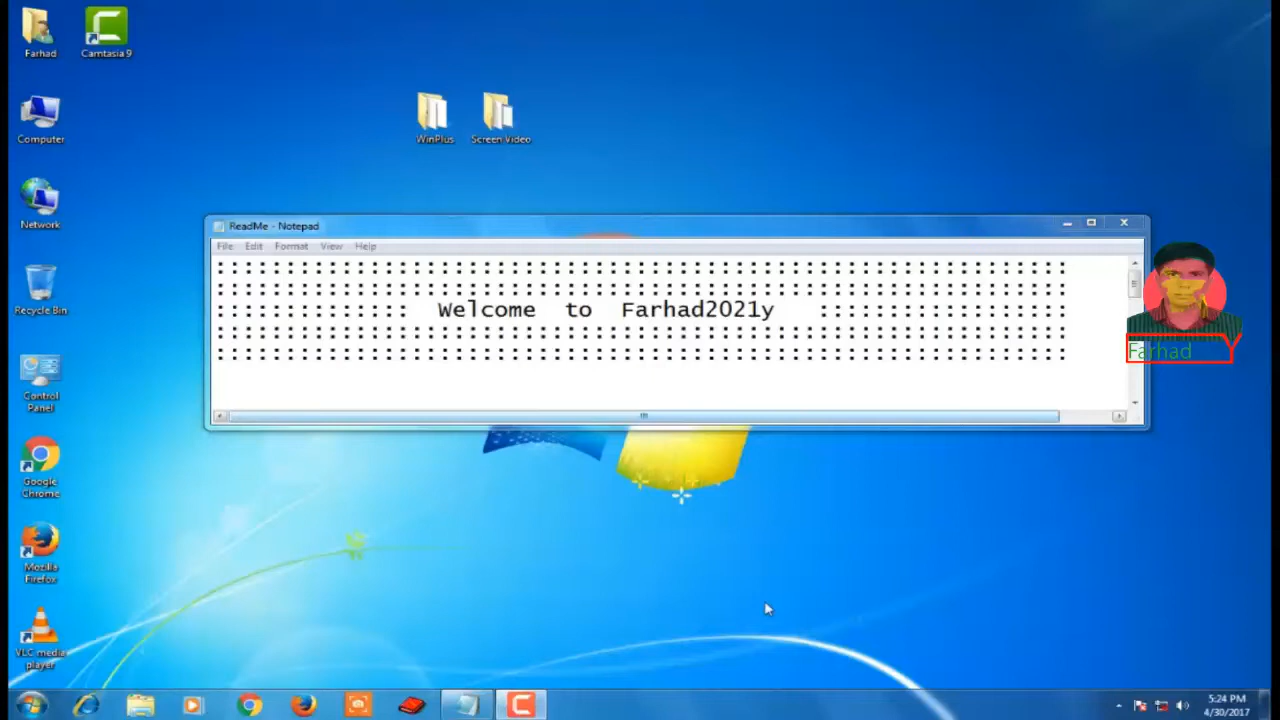 Farhad
Camtasia 9
Computer
WinPlus
Screen Video
Network
ReadMe - Notepad
File Edit Format View Help
Welcome to Farhad2021y
Farhad Y
Recycle Bin
Control
Panel
Google
Chrome
Mozilla
Firefox
VLC media
player
5:24 PM
4/30/2017